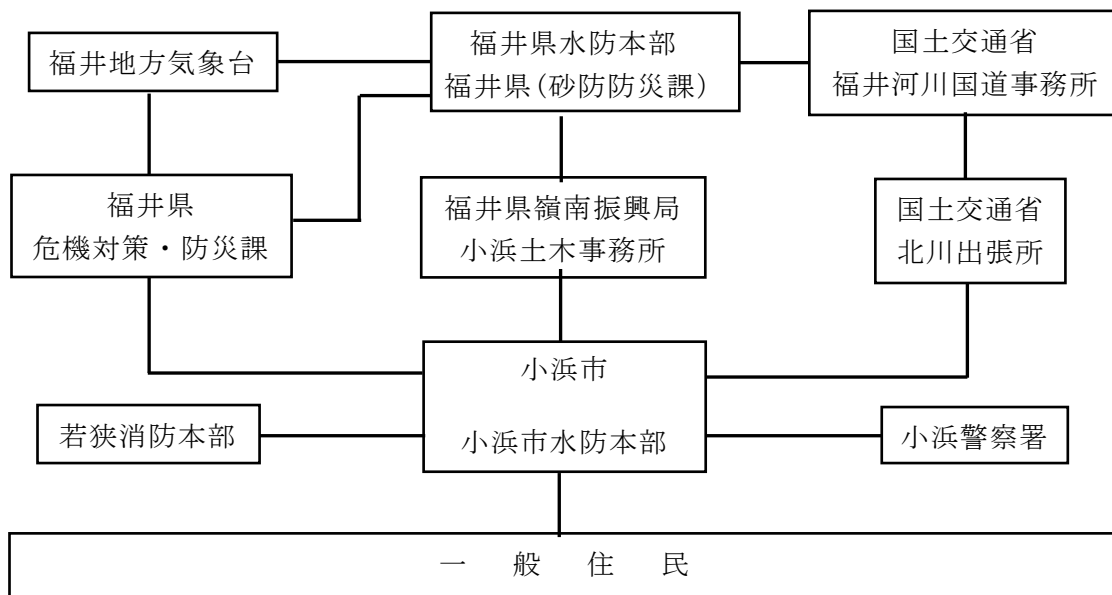 福井地方気象台
福井県水防本部
福井県(砂防防災課)
国土交通省
福井河川国道事務所
福井県
危機対策・防災課
福井県嶺南振興局
小浜土木事務所
国土交通省
北川出張所
小浜市
小浜市水防本部
若狭消防本部
小浜警察署
一般住民